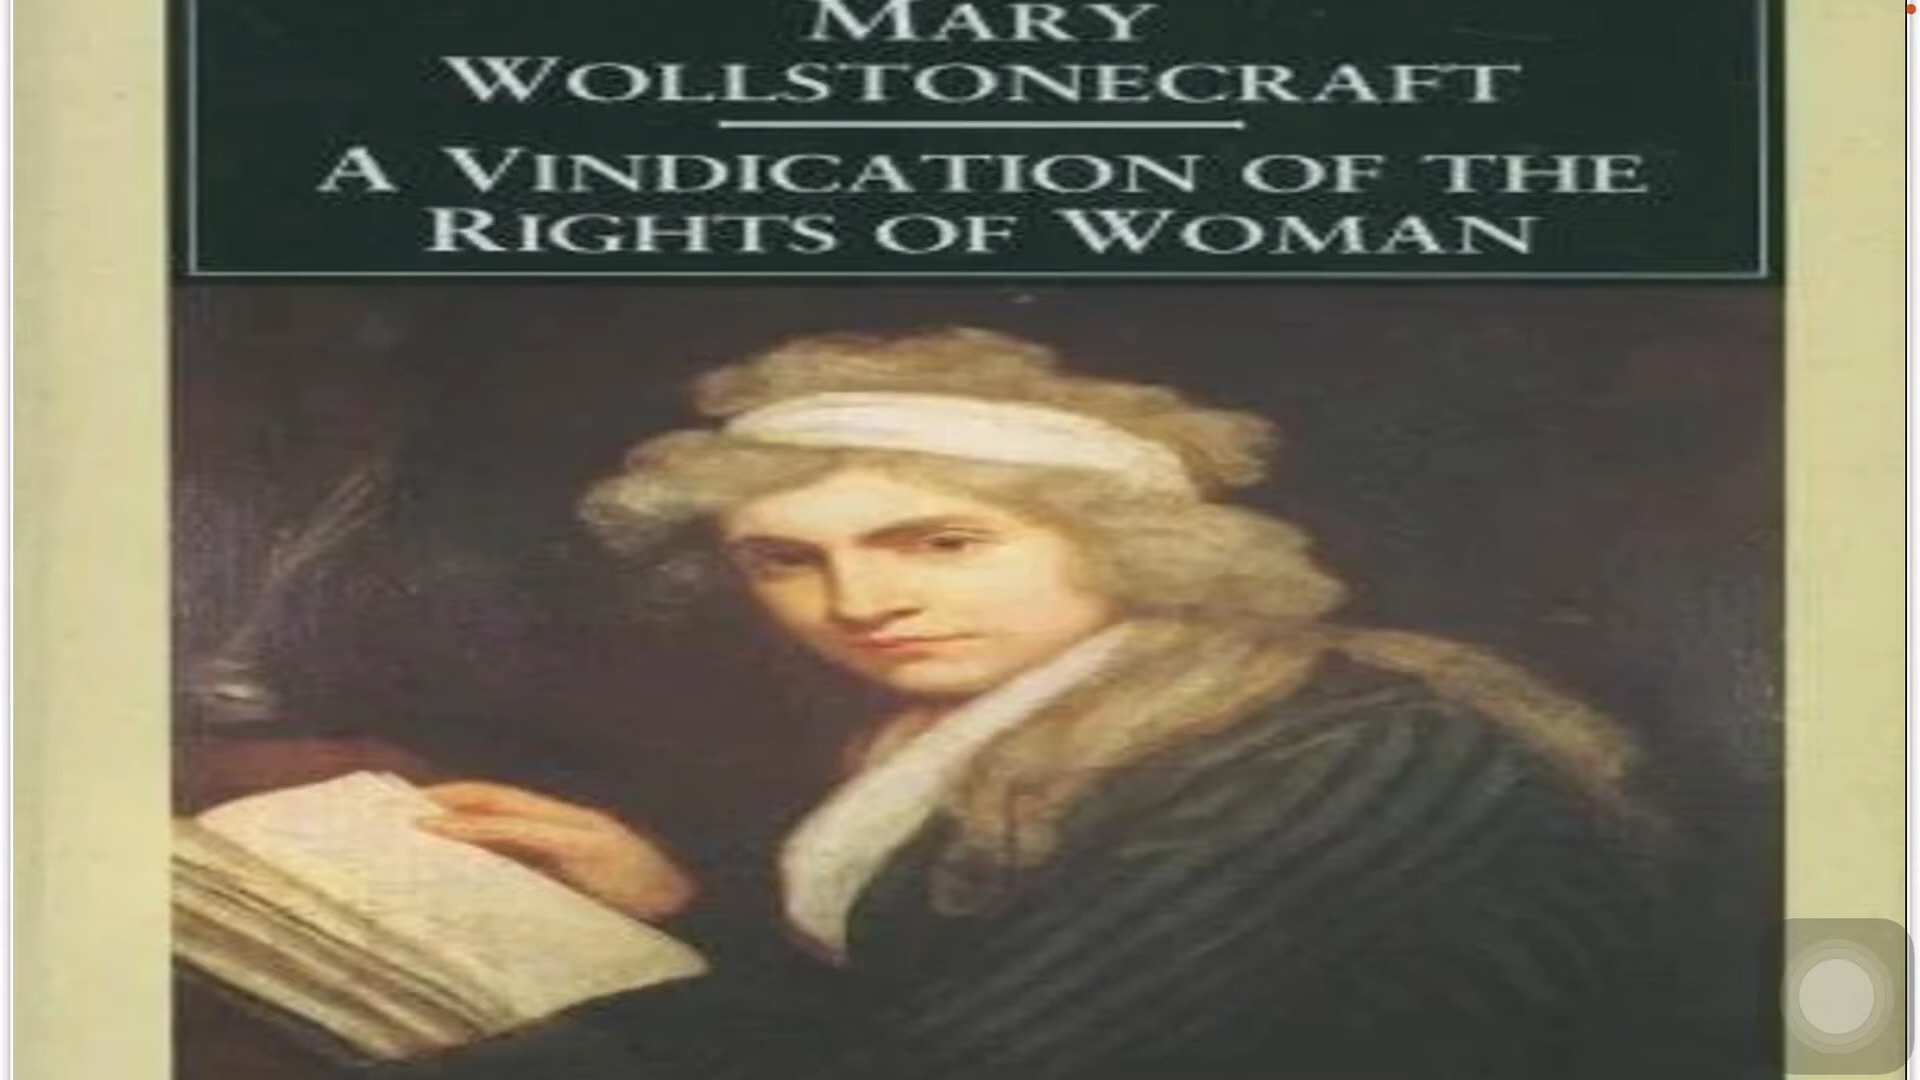 MARY
WOLLSTONECRAFT
A VINDICATION OF THE
RIGHTS OF WOMAN